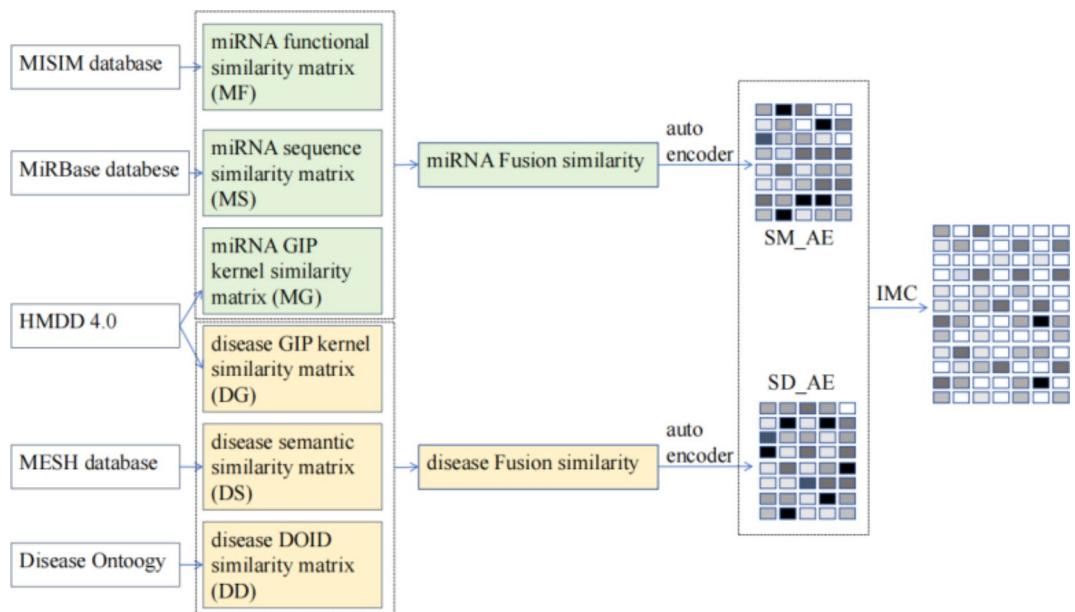 MISIM database
miRNA functional
similarity matrix
(MF)
MiRBase databese
miRNA sequence
similarity matrix
(MS)
miRNA Fusion similarity
auto
encoder
SM_AE
miRNA GIP
kernel similarity
matrix (MG)
HMDD 4.0
disease GIP kernel
similarity matrix
(DG)
IMC
SD_AE
MESH database
disease semantic
similarity matrix
(DS)
disease Fusion similarity
auto
encoder
Disease Ontoogy
disease DOID
similarity matrix
(DD)